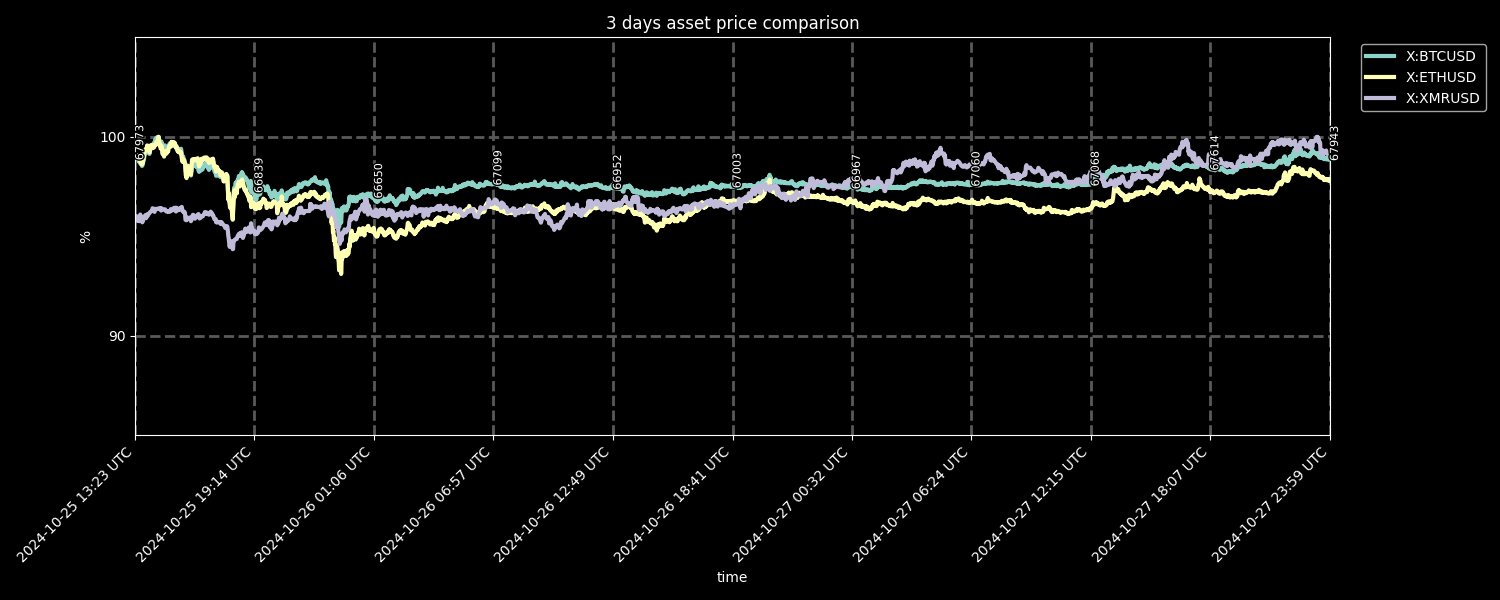 3 days asset price comparison
X:BTCUSD
X:ETHUSD
X:XMRUSD
100
90
%
67973
66839
66650
67099
66952
67003
66967
67060
67068
67614
67943
2024-10-25 13:23 UTC
2024-10-25 19:14 UTC
2024-10-26 01:06 UTC
2024-10-26 06:57 UTC
2024-10-26 12:49 UTC
2024-10-26 18:41 UTC
2024-10-27 00:32 UTC
2024-10-27 06:24 UTC
2024-10-27 12:15 UTC
2024-10-27 18:07 UTC
2024-10-27 23:59 UTC
time